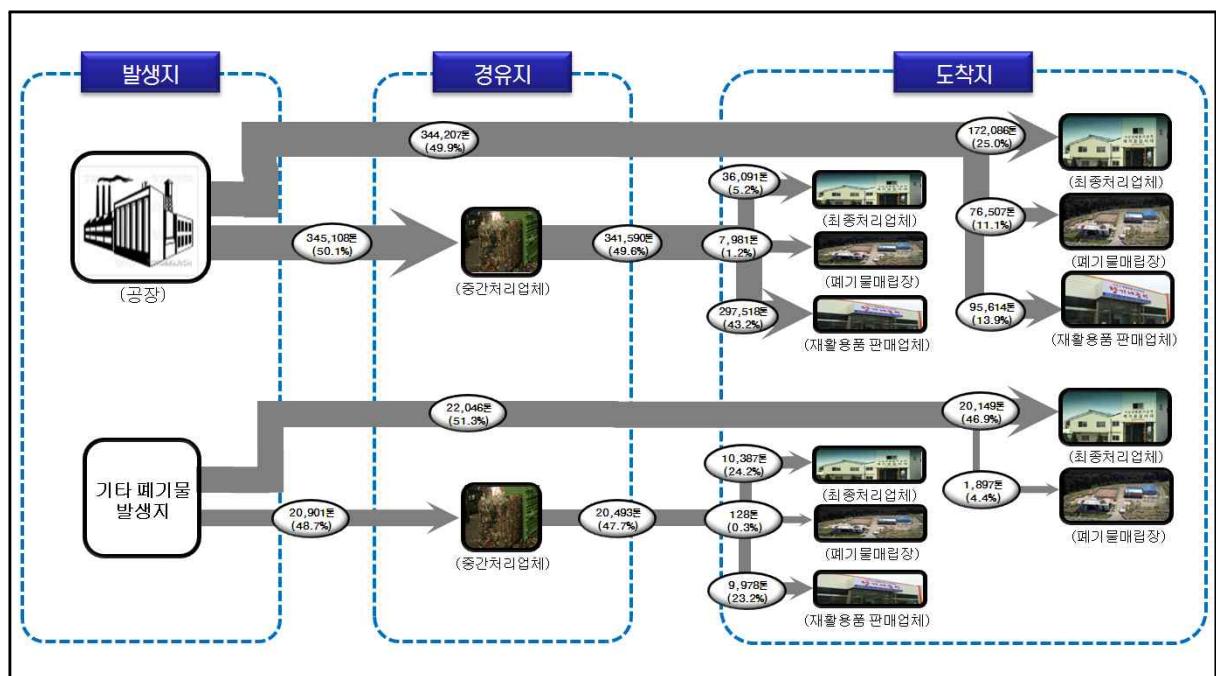 발생지
경유지
도착지
344,207톤
(49.9%)
172,086톤
(25.0%)
(최종처리업체)
36,091톤
(5.2%)
(최종처리업체)
76,507톤
(11.1%)
(폐기물매립장)
345,108톤
(50.1%)
341,590톤
(49.6%)
7,981톤
(1.2%)
(폐기물매립장)
(공장)
(중간처리업체)
297,518톤
(43.2%)
(재활용품 판매업체)
95,614톤
(13.9%)
(재활용품 판매업체)
22,046톤
(51.3%)
20,149톤
(46.9%)
(최종처리업체)
기타 폐기물
발생지
10,387톤
(24.2%)
(최종처리업체)
1,897톤
(4.4%)
(폐기물매립장)
20,901톤
(48.7%)
20,493톤
(47.7%)
128톤
(0.3%)
(폐기물매립장)
(중간처리업체)
9,978톤
(23.2%)
(재활용품 판매업체)